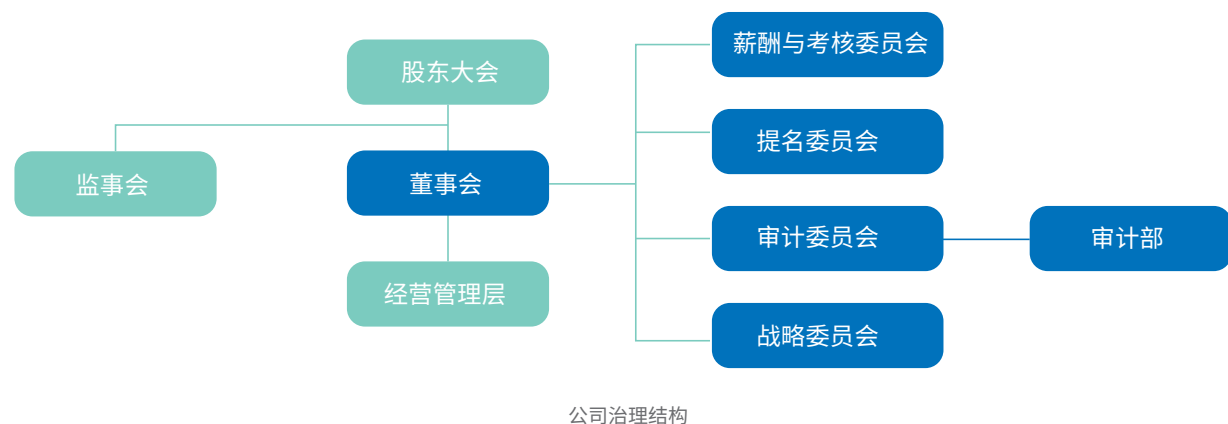 股东大会
监事会
董事会
经营管理层
薪酬与考核委员会
提名委员会
审计委员会
审计部
战略委员会
公司治理结构